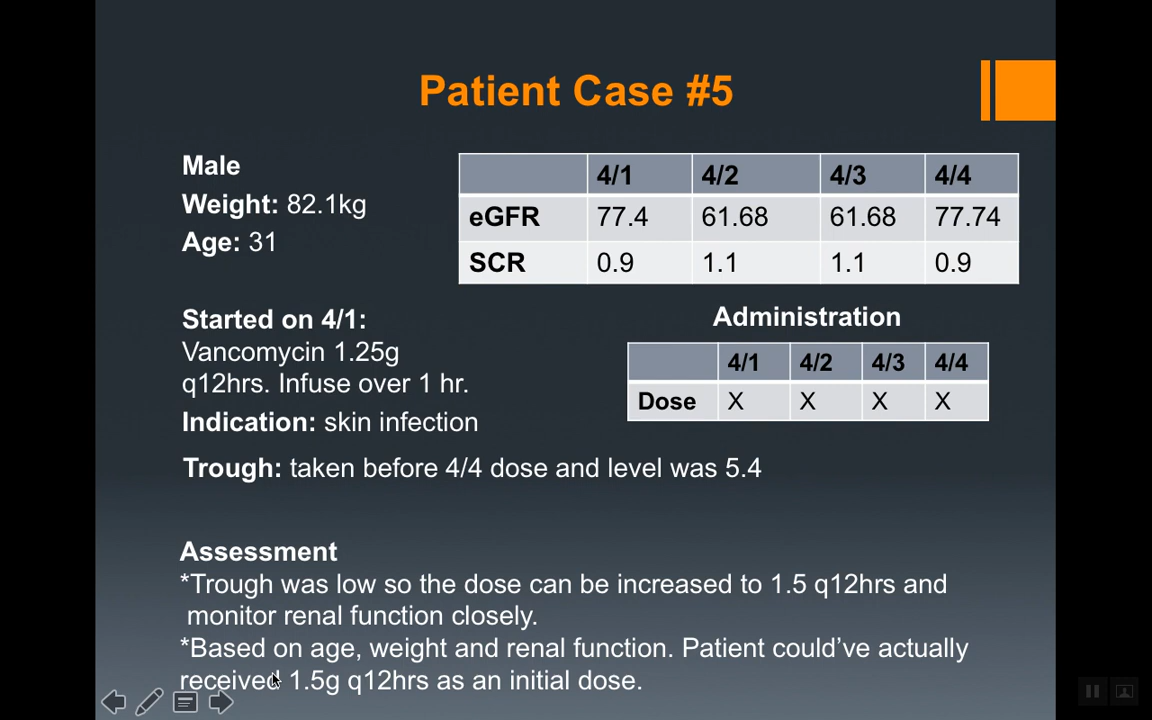 Patient Case #5
Male
Weight: 82.1kg
Age: 31
4/1 4/2 4/3 4/4
eGFR 77.4 61.68 61.68 77.74
SCR 0.9 1.1 1.1 0.9
Started on 4/1:
Vancomycin 1.25g
q12hrs. Infuse over 1 hr.
Indication: skin infection
Administration
4/1 4/2 4/3 4/4
Dose X X X X
Trough: taken before 4/4 dose and level was 5.4
Assessment
*Trough was low so the dose can be increased to 1.5 q12hrs and
monitor renal function closely.
*Based on age, weight and renal function. Patient could’ve actually
received 1.5g q12hrs as an initial dose.